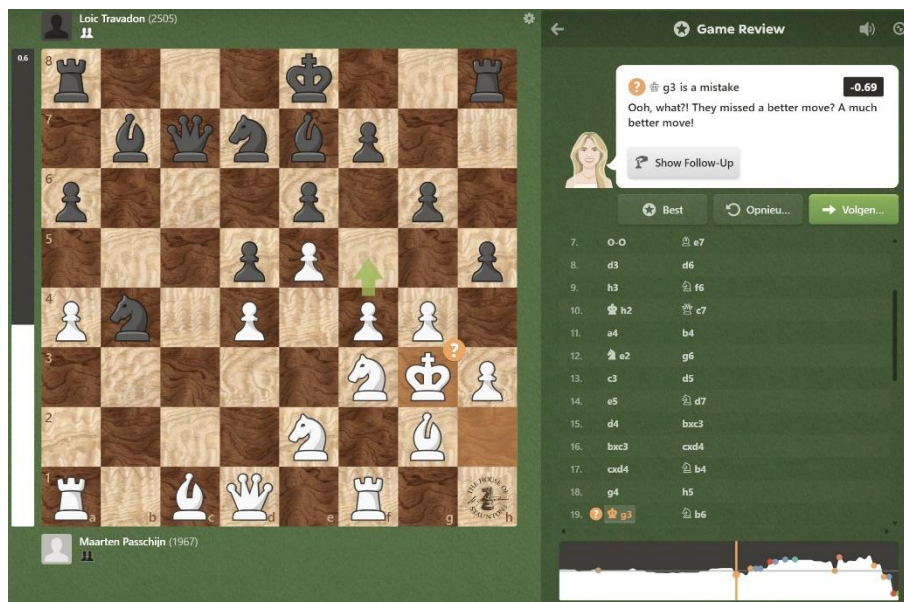 Loic Travadon (2505)
0.6
8
7
6
5
4
3
2
1
a b c d e f g h
?
THE HOUSE OF
STAUNTON
Maarten Passchijn (1967)
Game Review
? g3 is a mistake -0.69
Ooh, what?! They missed a better move? A much
better move!
Show Follow-Up
Best Opnieu... Volgen...
7. O-O e7
8. d3 d6
9. h3 f6
10. h2 c7
11. a4 b4
12. e2 g6
13. c3 d5
14. e5 d7
15. d4 bxc3
16. bxc3 cxd4
17. cxd4 b4
18. g4 h5
19. ? g3 b6